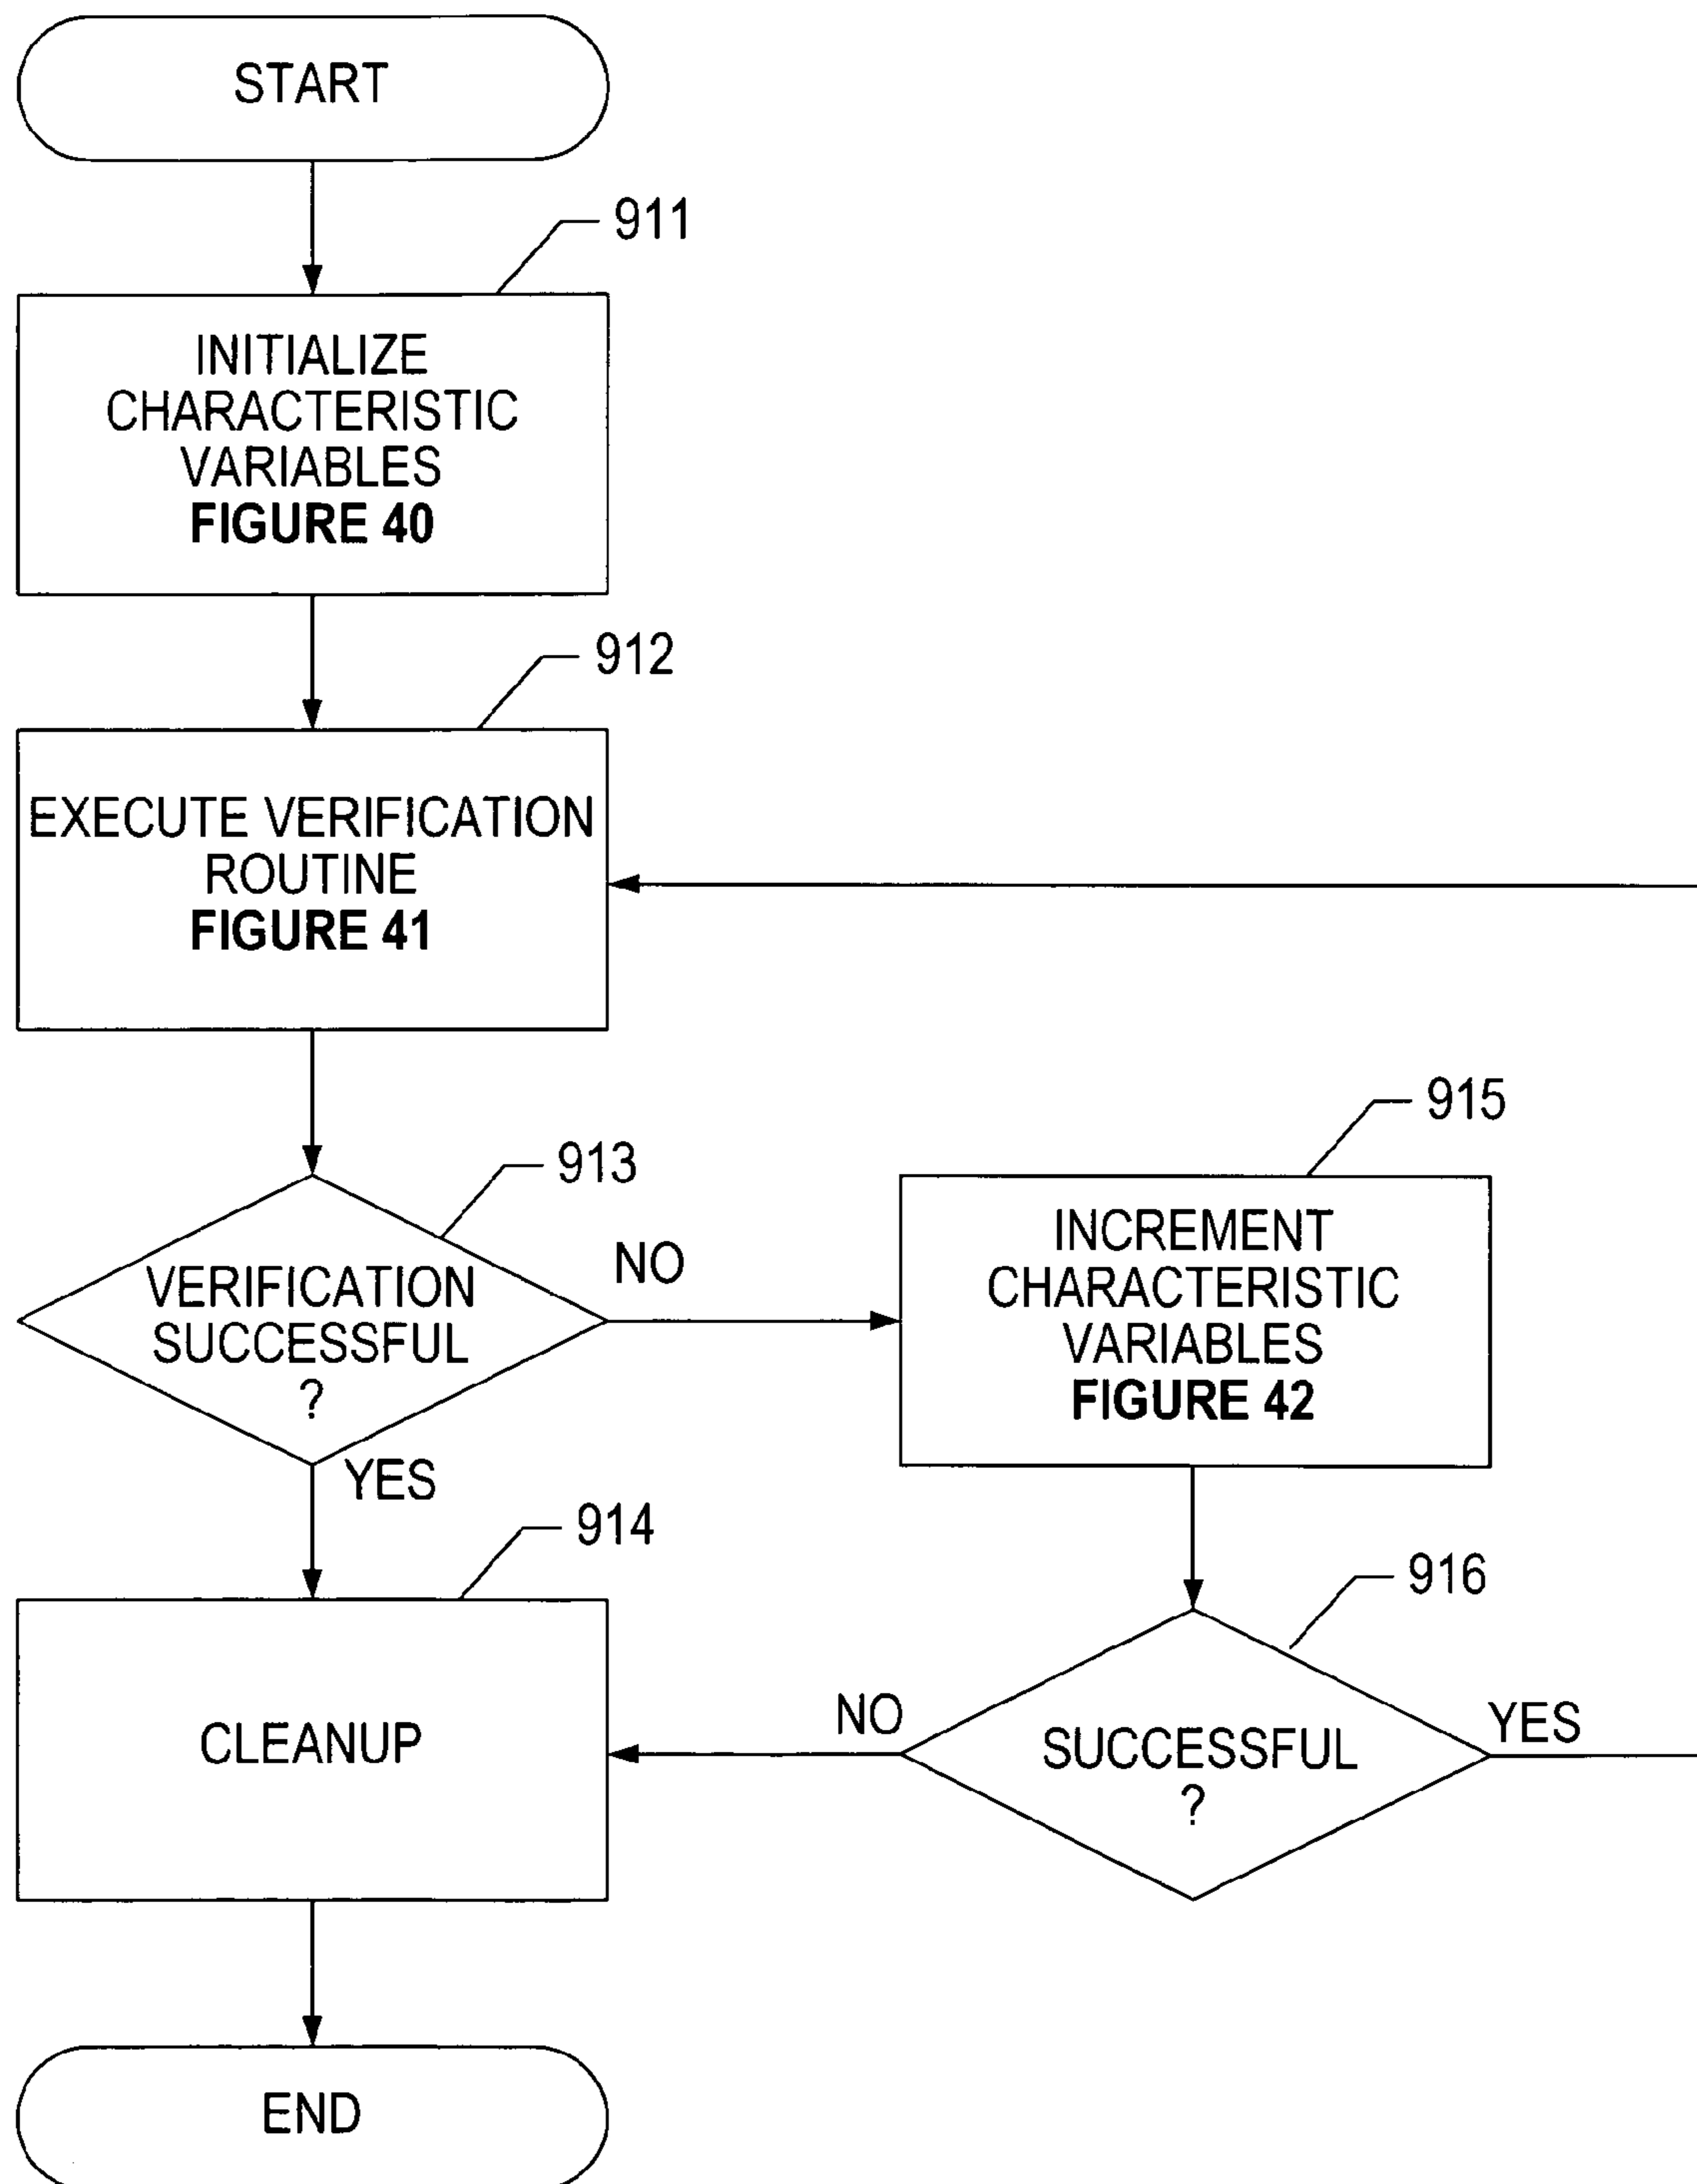 START
911
INITIALIZE
CHARACTERISTIC
VARIABLES
FIGURE 40
912
EXECUTE VERIFICATION
ROUTINE
FIGURE 41
913
VERIFICATION
SUCCESSFUL
?
NO
YES
915
INCREMENT
CHARACTERISTIC
VARIABLES
FIGURE 42
914
CLEANUP
916
SUCCESSFUL
?
NO
YES
END